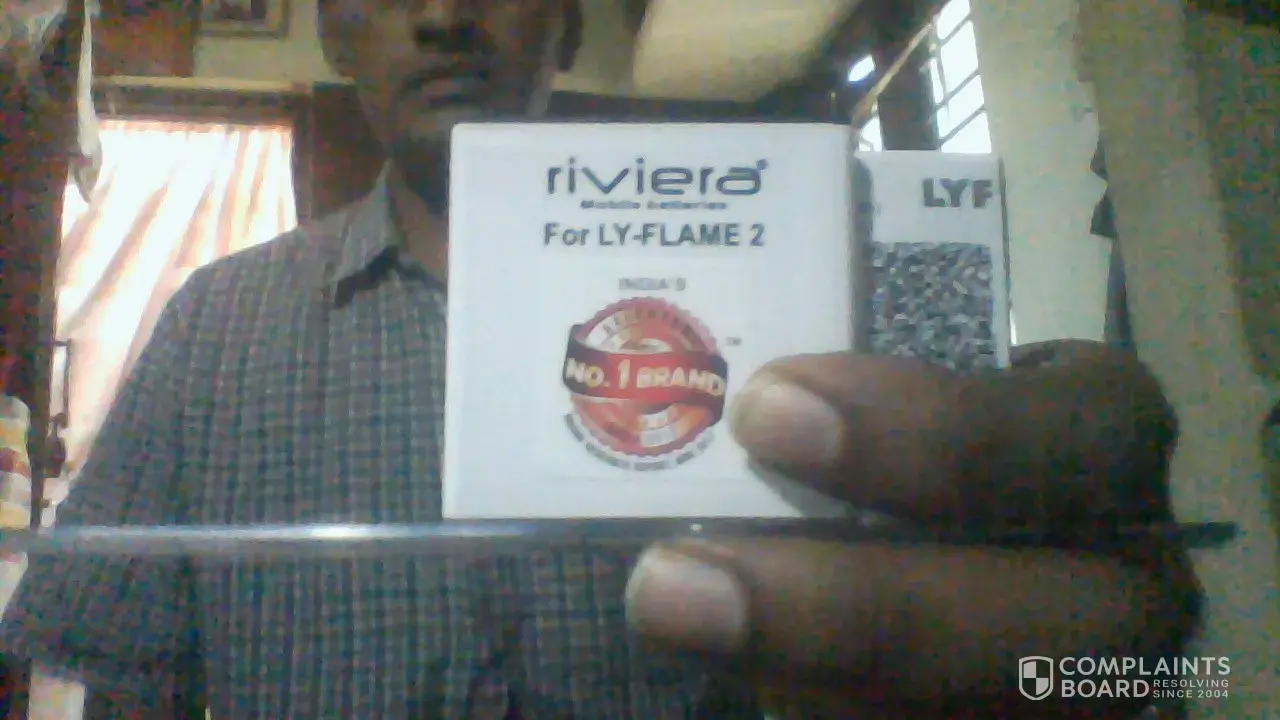 riviera
Mobile batteries
For LY-FLAME 2
INDIA'S
NO. 1 BRAND
TM
LYF
COMPLAINTS
BOARD
RESOLVING
SINCE 2004